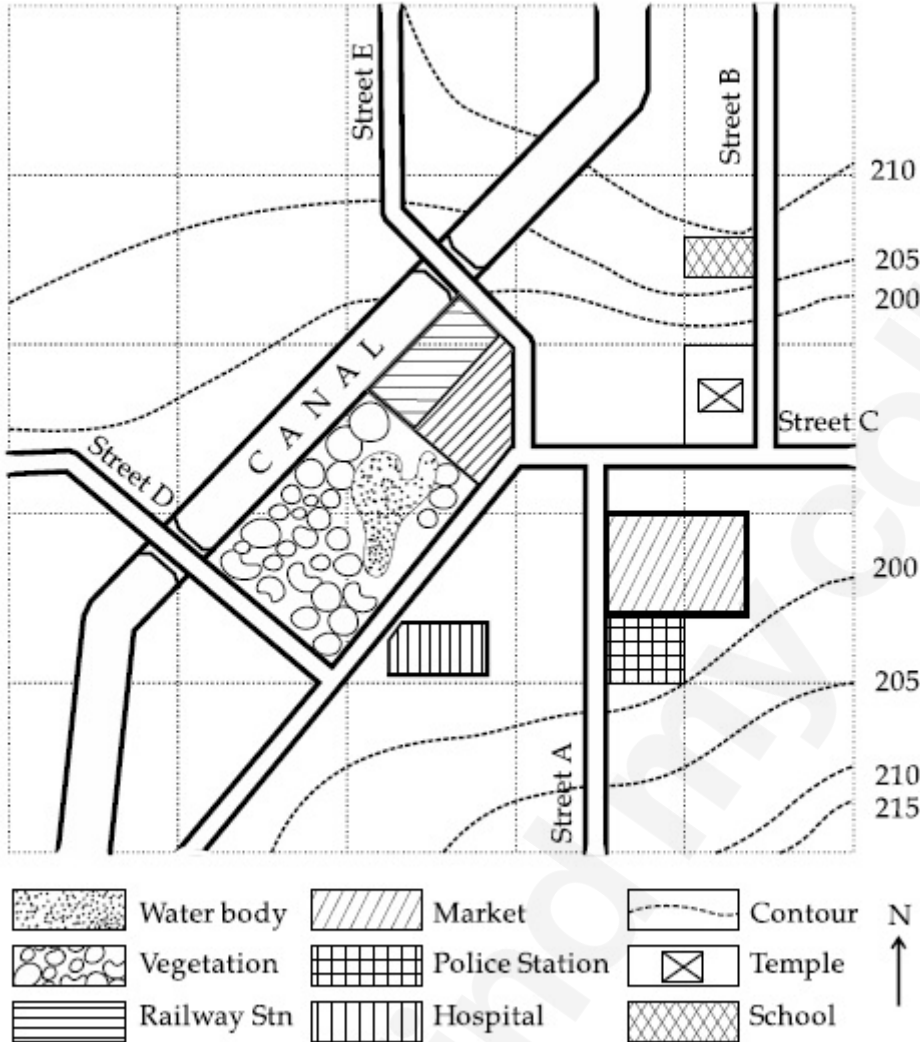 Street E
Street B
210
205
200
CANAL
Street C
Street D
200
205
210
215
Street A
Water body
Market
Contour
N
Vegetation
Police Station
Temple
Railway Stn
Hospital
School